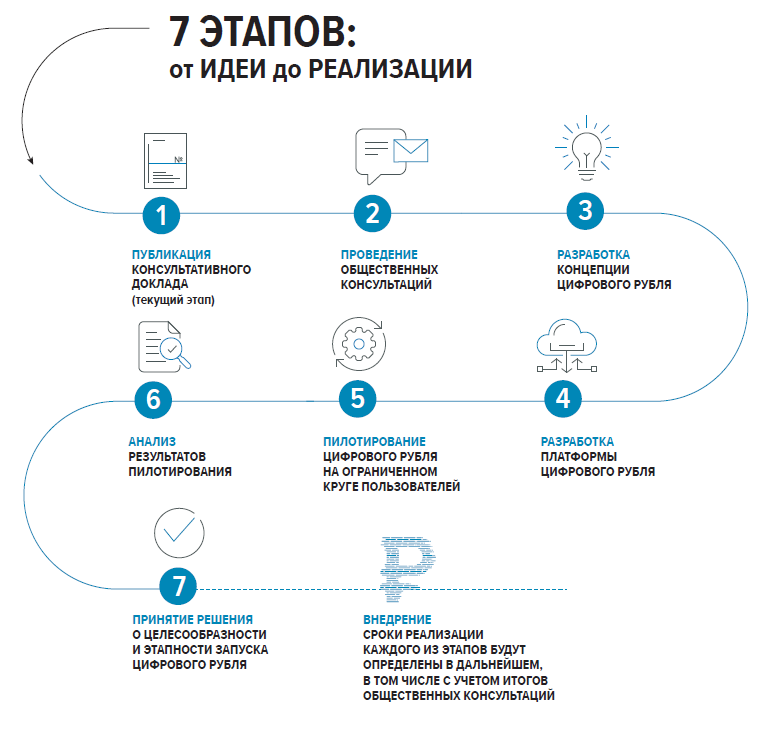 7 ЭТАПОВ:
от ИДЕИ до РЕАЛИЗАЦИИ
№
1
ПУБЛИКАЦИЯ
КОНСУЛЬТАТИВНОГО
ДОКЛАДА
(текущий этап)
2
ПРОВЕДЕНИЕ
ОБЩЕСТВЕННЫХ
КОНСУЛЬТАЦИЙ
3
РАЗРАБОТКА
КОНЦЕПЦИИ
ЦИФРОВОГО РУБЛЯ
4
РАЗРАБОТКА
ПЛАТФОРМЫ
ЦИФРОВОГО РУБЛЯ
5
ПИЛОТИРОВАНИЕ
ЦИФРОВОГО РУБЛЯ
НА ОГРАНИЧЕННОМ
КРУГЕ ПОЛЬЗОВАТЕЛЕЙ
6
АНАЛИЗ
РЕЗУЛЬТАТОВ
ПИЛОТИРОВАНИЯ
7
ПРИНЯТИЕ РЕШЕНИЯ
О ЦЕЛЕСООБРАЗНОСТИ
И ЭТАПНОСТИ ЗАПУСКА
ЦИФРОВОГО РУБЛЯ
₽
ВНЕДРЕНИЕ
СРОКИ РЕАЛИЗАЦИИ
КАЖДОГО ИЗ ЭТАПОВ БУДУТ
ОПРЕДЕЛЕНЫ В ДАЛЬНЕЙШЕМ,
В ТОМ ЧИСЛЕ С УЧЕТОМ ИТОГОВ
ОБЩЕСТВЕННЫХ КОНСУЛЬТАЦИЙ